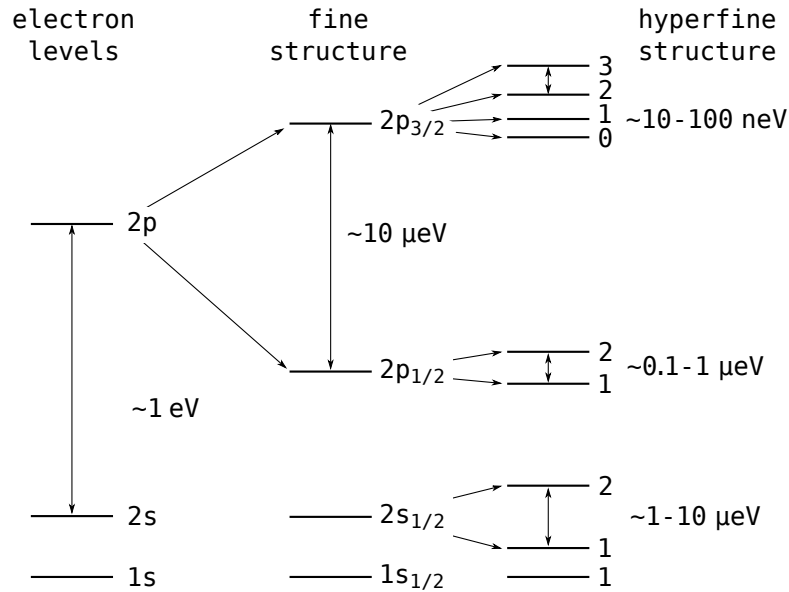 electron
levels
fine
structure
hyperfine
structure
3
2
2p3/2
1
~10-100 neV
0
2p
~10 μeV
2
2p1/2
~0.1-1 μeV
1
~1 eV
2
2s
2s1/2
~1-10 μeV
1
1s
1s1/2
1